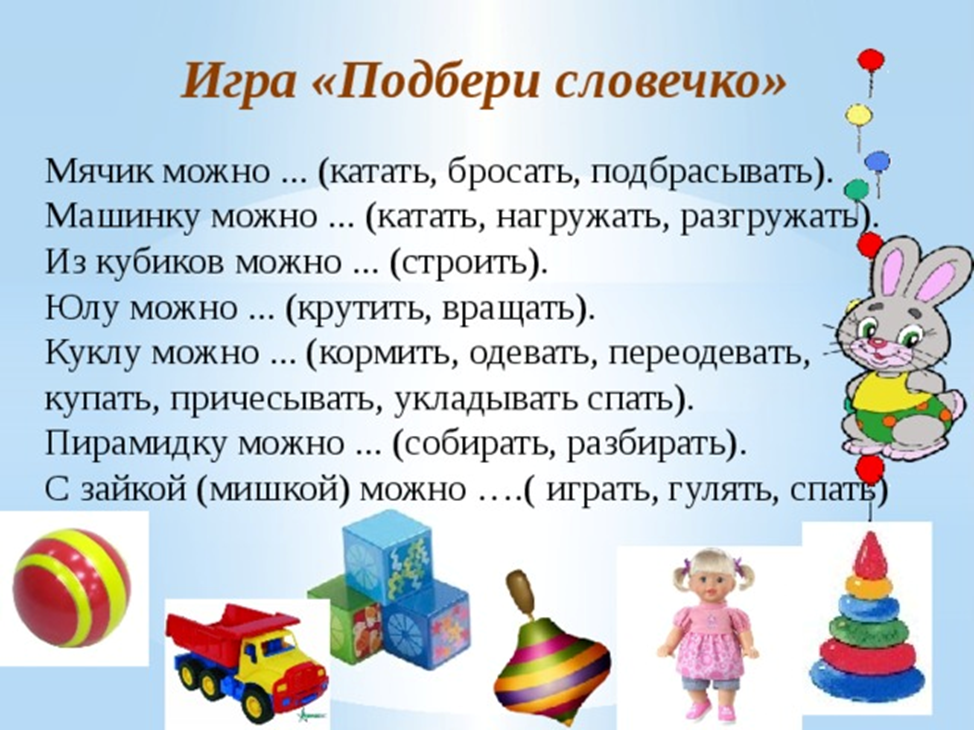 Игра «Подбери словечко»
Мячик можно ... (катать, бросать, подбрасывать).
Машинку можно ... (катать, нагружать, разгружать).
Из кубиков можно ... (строить).
Юлу можно ... (крутить, вращать).
Куклу можно ... (кормить, одевать, переодевать,
купать, причесывать, укладывать спать).
Пирамидку можно ... (собирать, разбирать).
С зайкой (мишкой) можно ….( играть, гулять, спать)